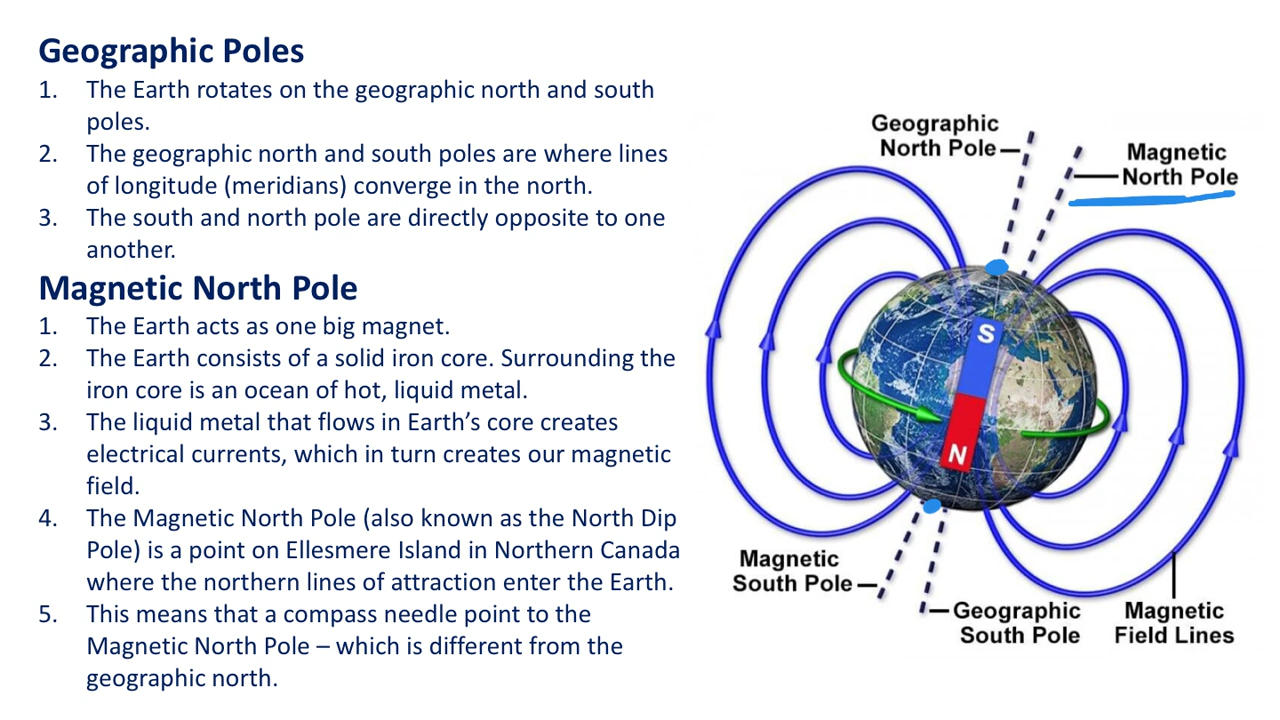 Geographic Poles
1. The Earth rotates on the geographic north and south
poles.
2. The geographic north and south poles are where lines
of longitude (meridians) converge in the north.
3. The south and north pole are directly opposite to one
another.
Magnetic North Pole
1. The Earth acts as one big magnet.
2. The Earth consists of a solid iron core. Surrounding the
iron core is an ocean of hot, liquid metal.
3. The liquid metal that flows in Earth’s core creates
electrical currents, which in turn creates our magnetic
field.
4. The Magnetic North Pole (also known as the North Dip
Pole) is a point on Ellesmere Island in Northern Canada
where the northern lines of attraction enter the Earth.
5. This means that a compass needle point to the
Magnetic North Pole – which is different from the
geographic north.
Geographic
North Pole
Magnetic
North Pole
S
N
Magnetic
South Pole
Geographic
South Pole
Magnetic
Field Lines